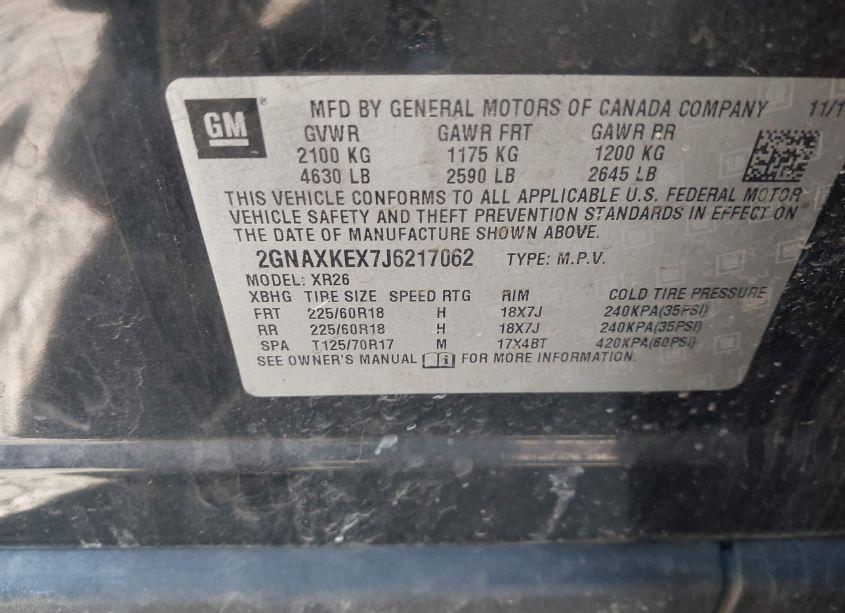 GM ® MFD BY GENERAL MOTORS OF CANADA COMPANY 11/1
GVWR GAWR FRT GAWR RR
2100 KG 1175 KG 1200 KG
4630 LB 2590 LB 2645 LB
THIS VEHICLE CONFORMS TO ALL APPLICABLE U.S. FEDERAL MOTOR
VEHICLE SAFETY AND THEFT PREVENTION STANDARDS IN EFFECT ON
THE DATE OF MANUFACTURE SHOWN ABOVE.
2GNAXKEX7J6217062 TYPE: M.P.V.
MODEL: XR26
XBHG TIRE SIZE SPEED RTG RIM COLD TIRE PRESSURE
FRT 225/60R18 H 18X7J 240KPA(35PSI)
RR 225/60R18 H 18X7J 240KPA(35PSI)
SPA T125/70R17 M 17X4BT 420KPA(60PSI)
SEE OWNER'S MANUAL i FOR MORE INFORMATION.